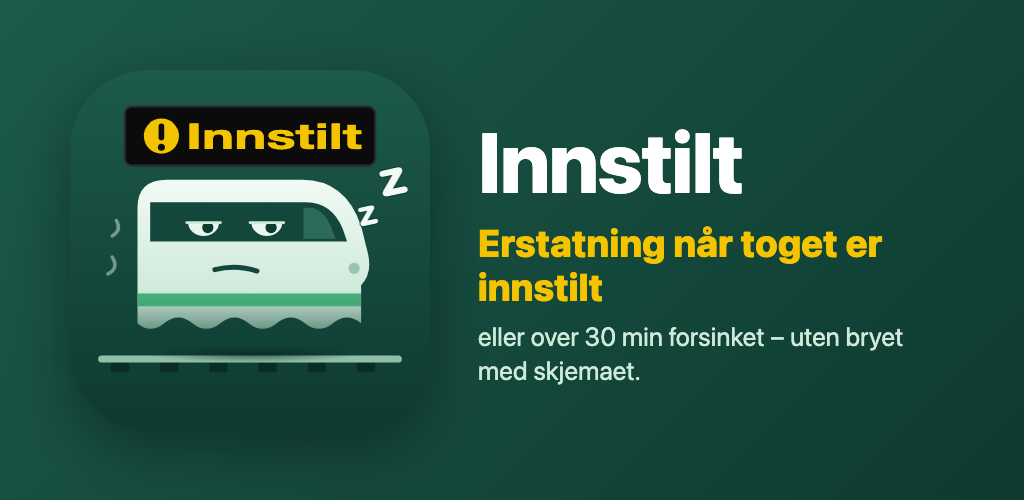 Innstilt
z
z
Innstilt
Erstatning når toget er
innstilt
eller over 30 min forsinket – uten bryet
med skjemaet.